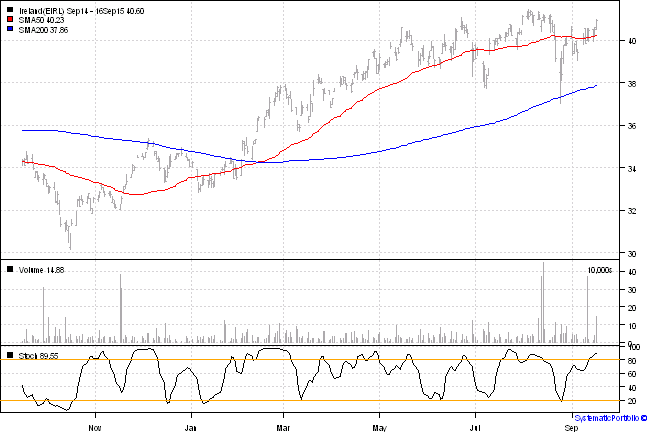 Ireland(EIRL) Sep14 - 16Sep15 40.60
SMA50 40.23
SMA200 37.86
40
38
36
34
32
30
Volume 14.88
10,000s
40
30
20
10
0
Stoch 89.55
100
80
60
40
20
Nov Jan Mar May Jul Sep
SystematicPortfolio ©